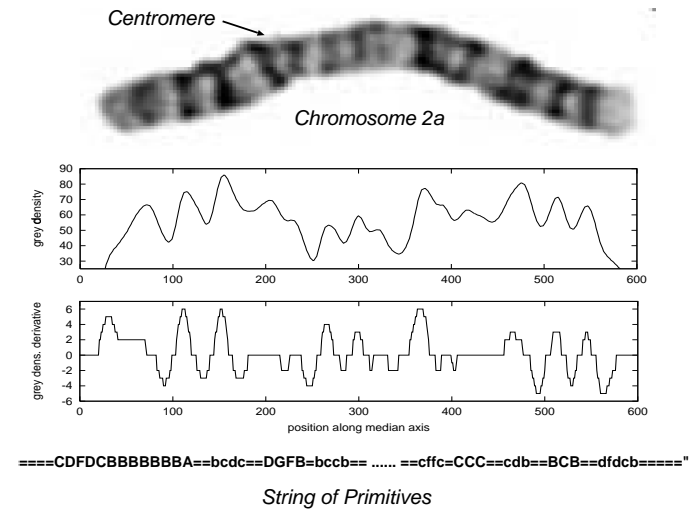 Centromere
Chromosome 2a
90
80
70
60
50
40
30
grey density
0 100 200 300 400 500 600
6
4
2
0
-2
-4
-6
grey dens. derivative
0 100 200 300 400 500 600
position along median axis
====CDFDCBBBBBBBA==bcdc==DGFB=bccb== ...... ==cffc=CCC==cdb==BCB==dfdcb====="
String of Primitives